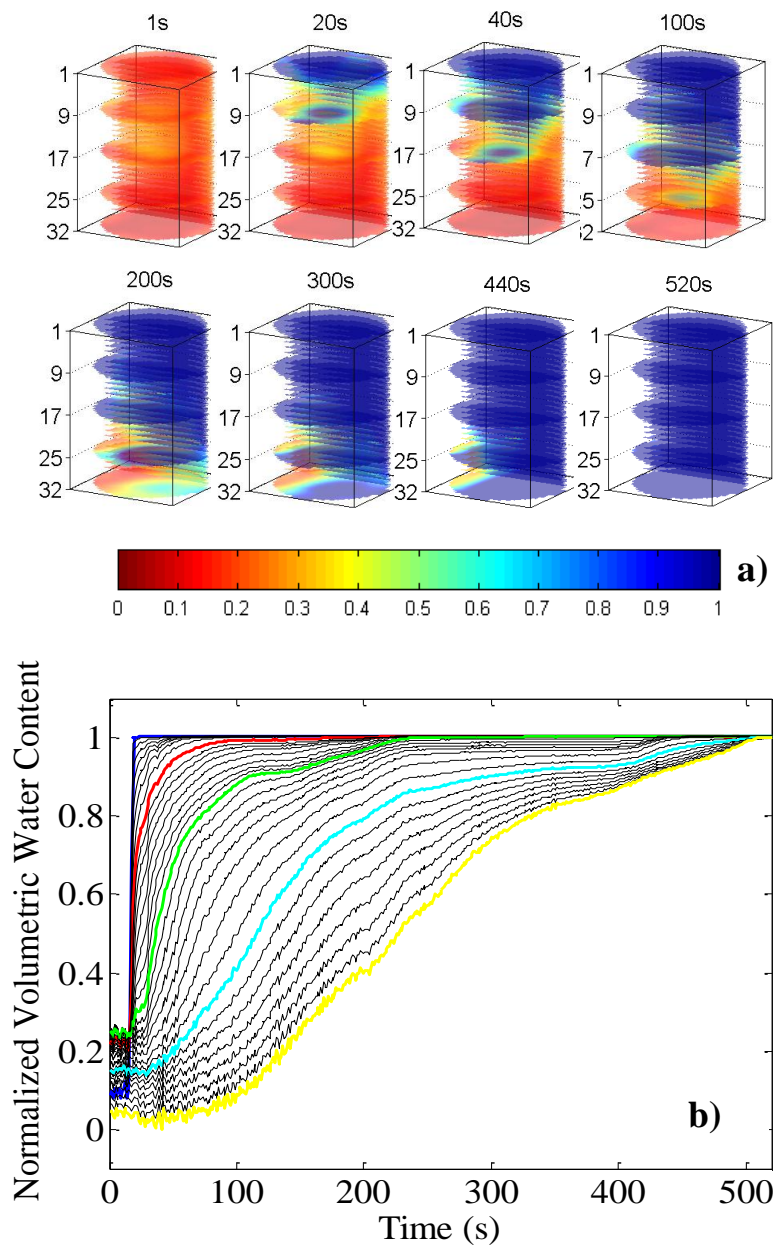 1s 20s 40s 100s
1 1 1 1
9 9 9 9
17 17 17 7
25 25 25 5
32 32 32 32
200s 300s 440s 520s
1 1 1 1
9 9 9 9
17 17 17 17
25 25 25 25
32 32 32 32
a)
0 0.1 0.2 0.3 0.4 0.5 0.6 0.7 0.8 0.9 1
Normalized Volumetric Water Content
1
0.8
0.6
0.4
0.2
0
b)
0 100 200 300 400 500
Time (s)